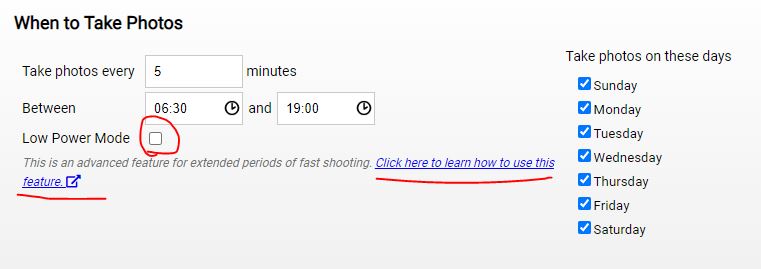 When to Take Photos
Take photos every 5 minutes
Between 06:30 and 19:00
Low Power Mode
This is an advanced feature for extended periods of fast shooting. Click here to learn how to use this
feature.
Take photos on these days
Sunday
Monday
Tuesday
Wednesday
Thursday
Friday
Saturday